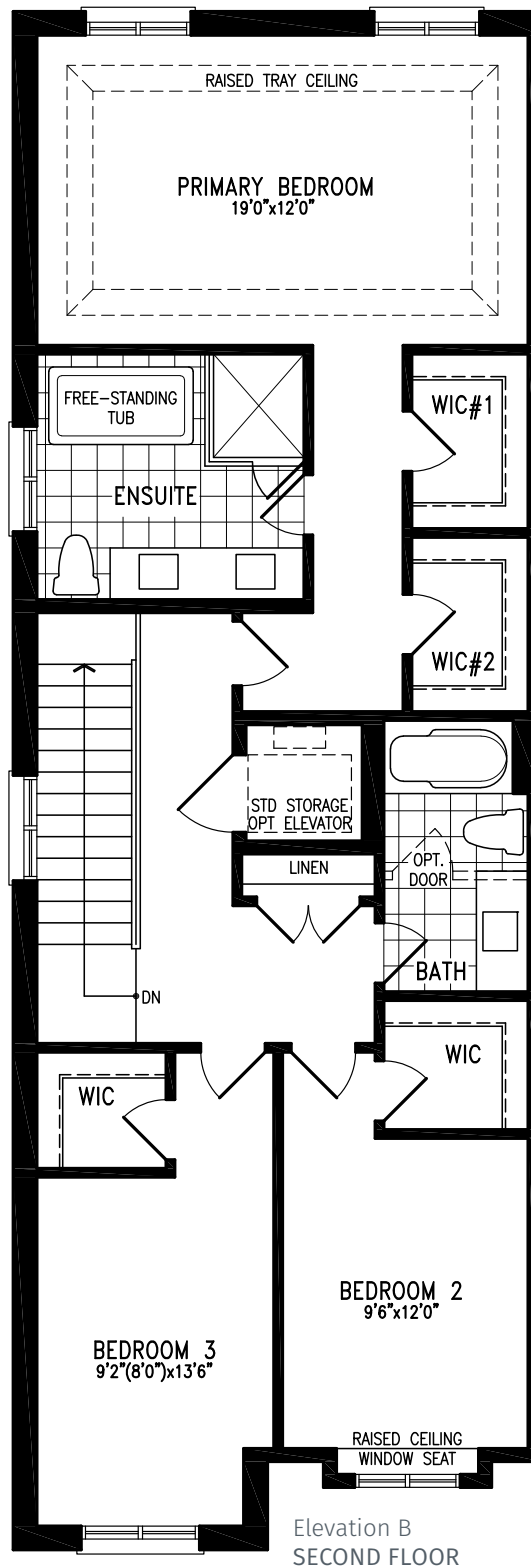 RAISED TRAY CEILING
PRIMARY BEDROOM
19'0"x12'0"
FREE-STANDING
TUB
WIC#1
ENSUITE
WIC#2
STD STORAGE
OPT ELEVATOR
OPT.
DOOR
LINEN
BATH
DN
WIC
WIC
BEDROOM 2
9'6"x12'0"
BEDROOM 3
9'2"(8'0")x13'6"
RAISED CEILING
WINDOW SEAT
Elevation B
SECOND FLOOR